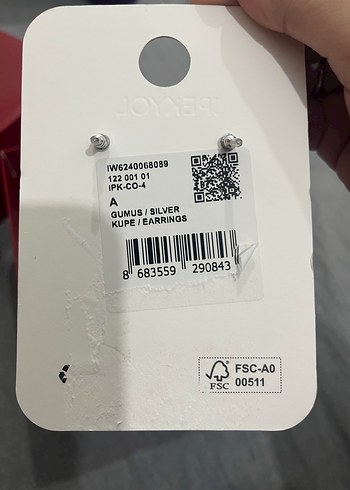 IPEKYOL
IW6240068089
122 001 01
IPK-CO-4
A
GUMUS / SILVER
KUPE / EARRINGS
8 683559 290843
FSC
FSC-A0
00511